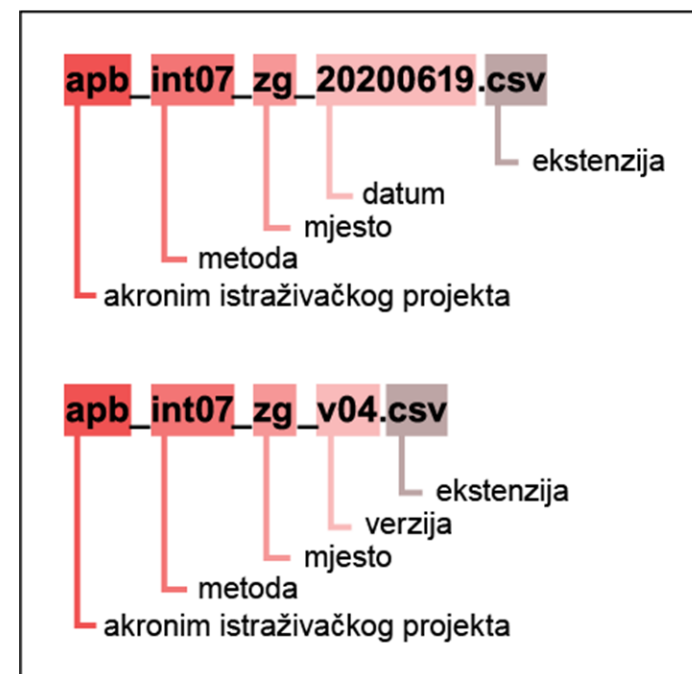 apb_int07_zg_20200619.csv
ekstenzija
datum
mjesto
metoda
akronim istraživačkog projekta
apb_int07_zg_v04.csv
ekstenzija
verzija
mjesto
metoda
akronim istraživačkog projekta